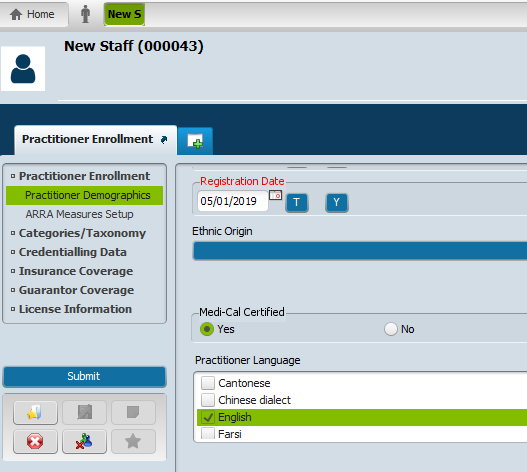 Home
New S
New Staff (000043)
Practitioner Enrollment
Practitioner Enrollment
Practitioner Demographics
ARRA Measures Setup
Categories/Taxonomy
Credentialling Data
Insurance Coverage
Guarantor Coverage
License Information
Submit
Registration Date
05/01/2019 T Y
Ethnic Origin
Medi-Cal Certified
Yes No
Practitioner Language
Cantonese
Chinese dialect
English
Farsi